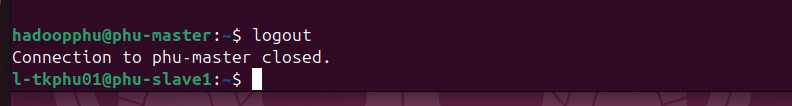 hadoopphu@phu-master:~$ logout
Connection to phu-master closed.
l-tkphu01@phu-slave1:~$